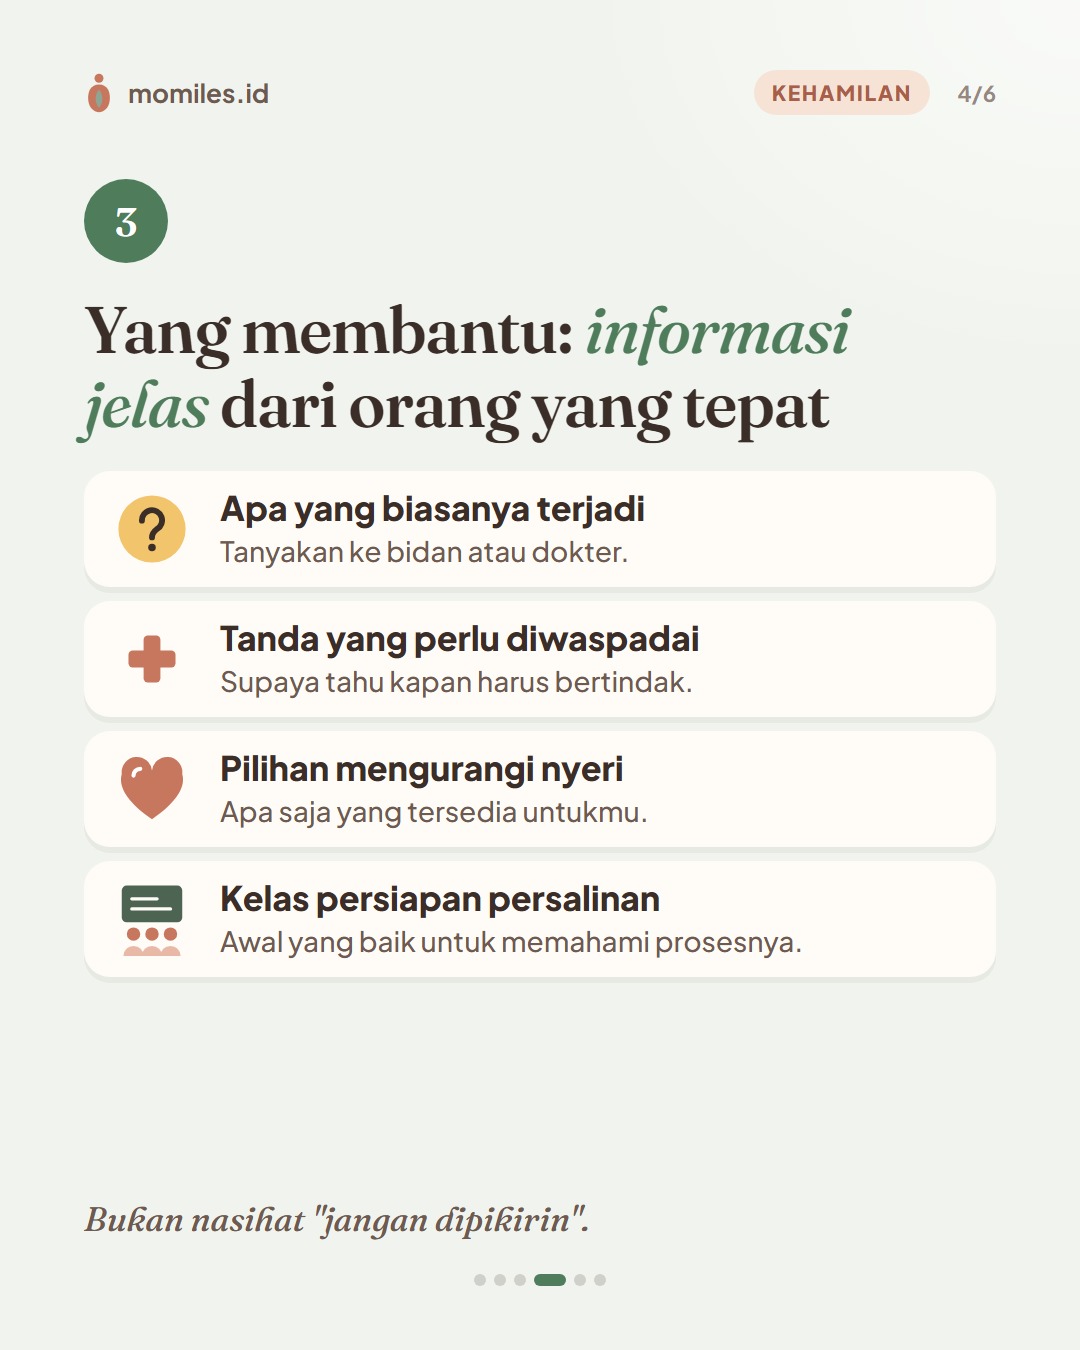 momiles.id
KEHAMILAN
4/6
3
Yang membantu: informasi
jelas dari orang yang tepat
?
Apa yang biasanya terjadi
Tanyakan ke bidan atau dokter.
Tanda yang perlu diwaspadai
Supaya tahu kapan harus bertindak.
Pilihan mengurangi nyeri
Apa saja yang tersedia untukmu.
Kelas persiapan persalinan
Awal yang baik untuk memahami prosesnya.
Bukan nasihat "jangan dipikirin".